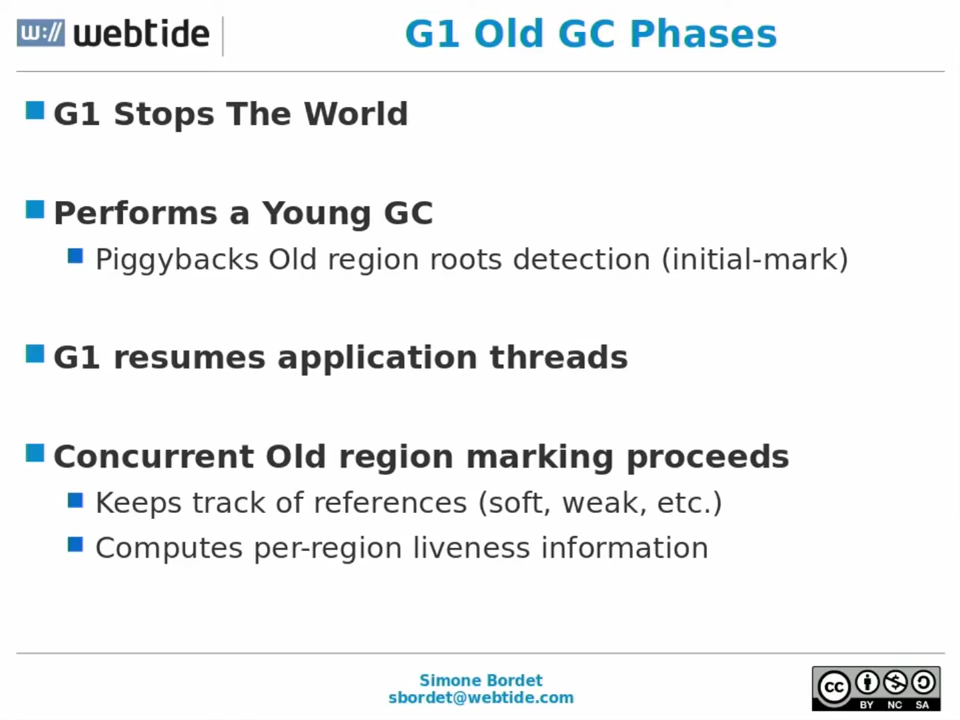 w:// webtide
G1 Old GC Phases
G1 Stops The World
Performs a Young GC
Piggybacks Old region roots detection (initial-mark)
G1 resumes application threads
Concurrent Old region marking proceeds
Keeps track of references (soft, weak, etc.)
Computes per-region liveness information
Simone Bordet
sbordet@webtide.com
cc
BY NC SA